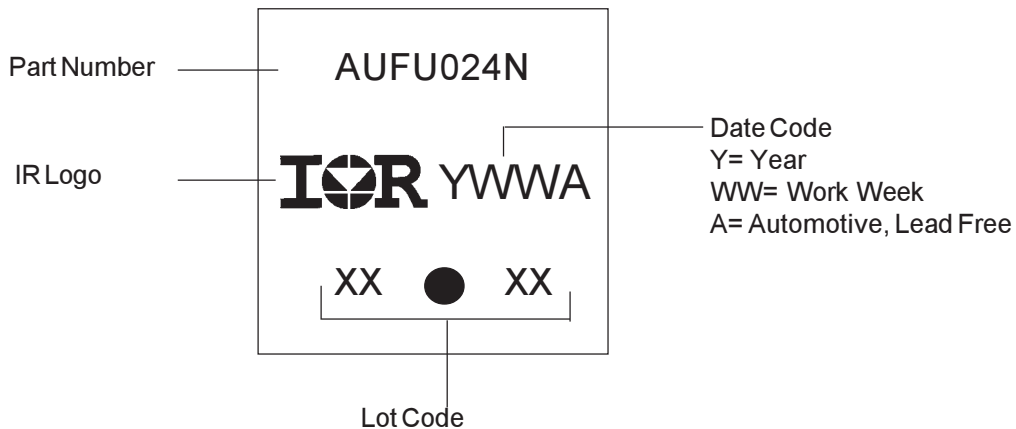 Part Number
AUFU024N
IR Logo
IOR YWWA
Date Code
Y= Year
WW= Work Week
A= Automotive, Lead Free
XX XX
Lot Code